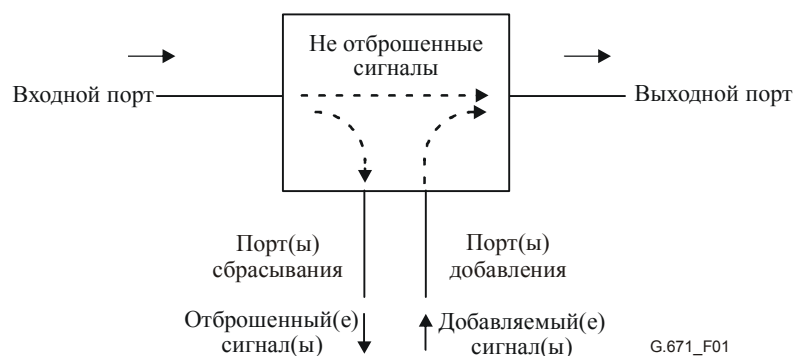 Не отброшенные
сигналы
Входной порт
Выходной порт
Порт(ы)
сбрасывания
Порт(ы)
добавления
Отброшенный(е)
сигнал(ы)
Добавляемый(е)
сигнал(ы)
G.671_F01